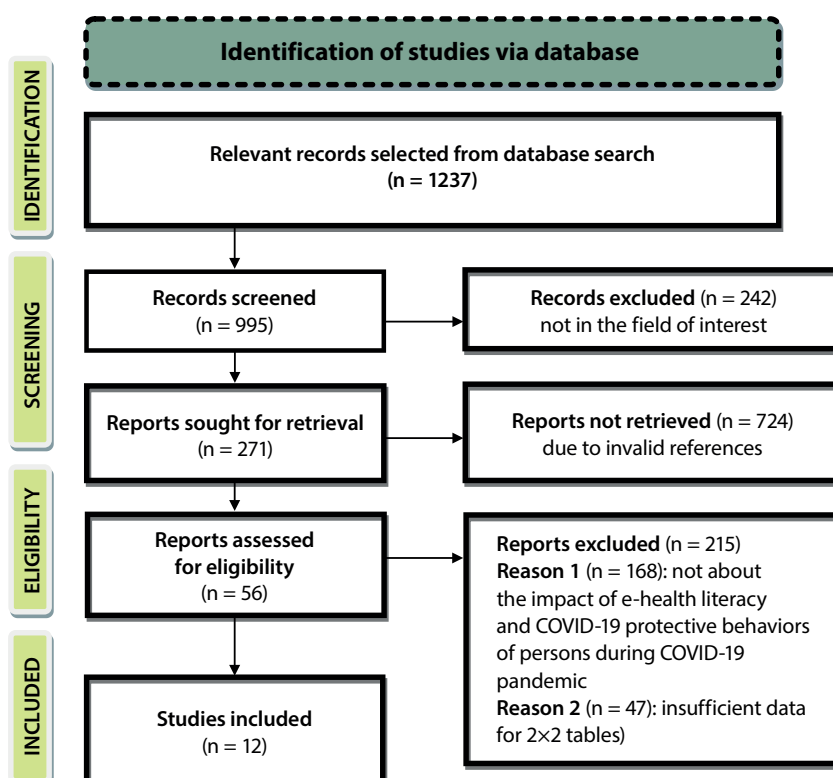 Identification of studies via database
IDENTIFICATION
Relevant records selected from database search
(n = 1237)
SCREENING
Records screened
(n = 995)
Records excluded (n = 242)
not in the field of interest
Reports sought for retrieval
(n = 271)
Reports not retrieved (n = 724)
due to invalid references
ELIGIBILITY
Reports assessed
for eligibility
(n = 56)
Reports excluded (n = 215)
Reason 1 (n = 168): not about
the impact of e-health literacy
and COVID-19 protective behaviors
of persons during COVID-19
pandemic
Reason 2 (n = 47): insufficient data
for 2×2 tables)
INCLUDED
Studies included
(n = 12)